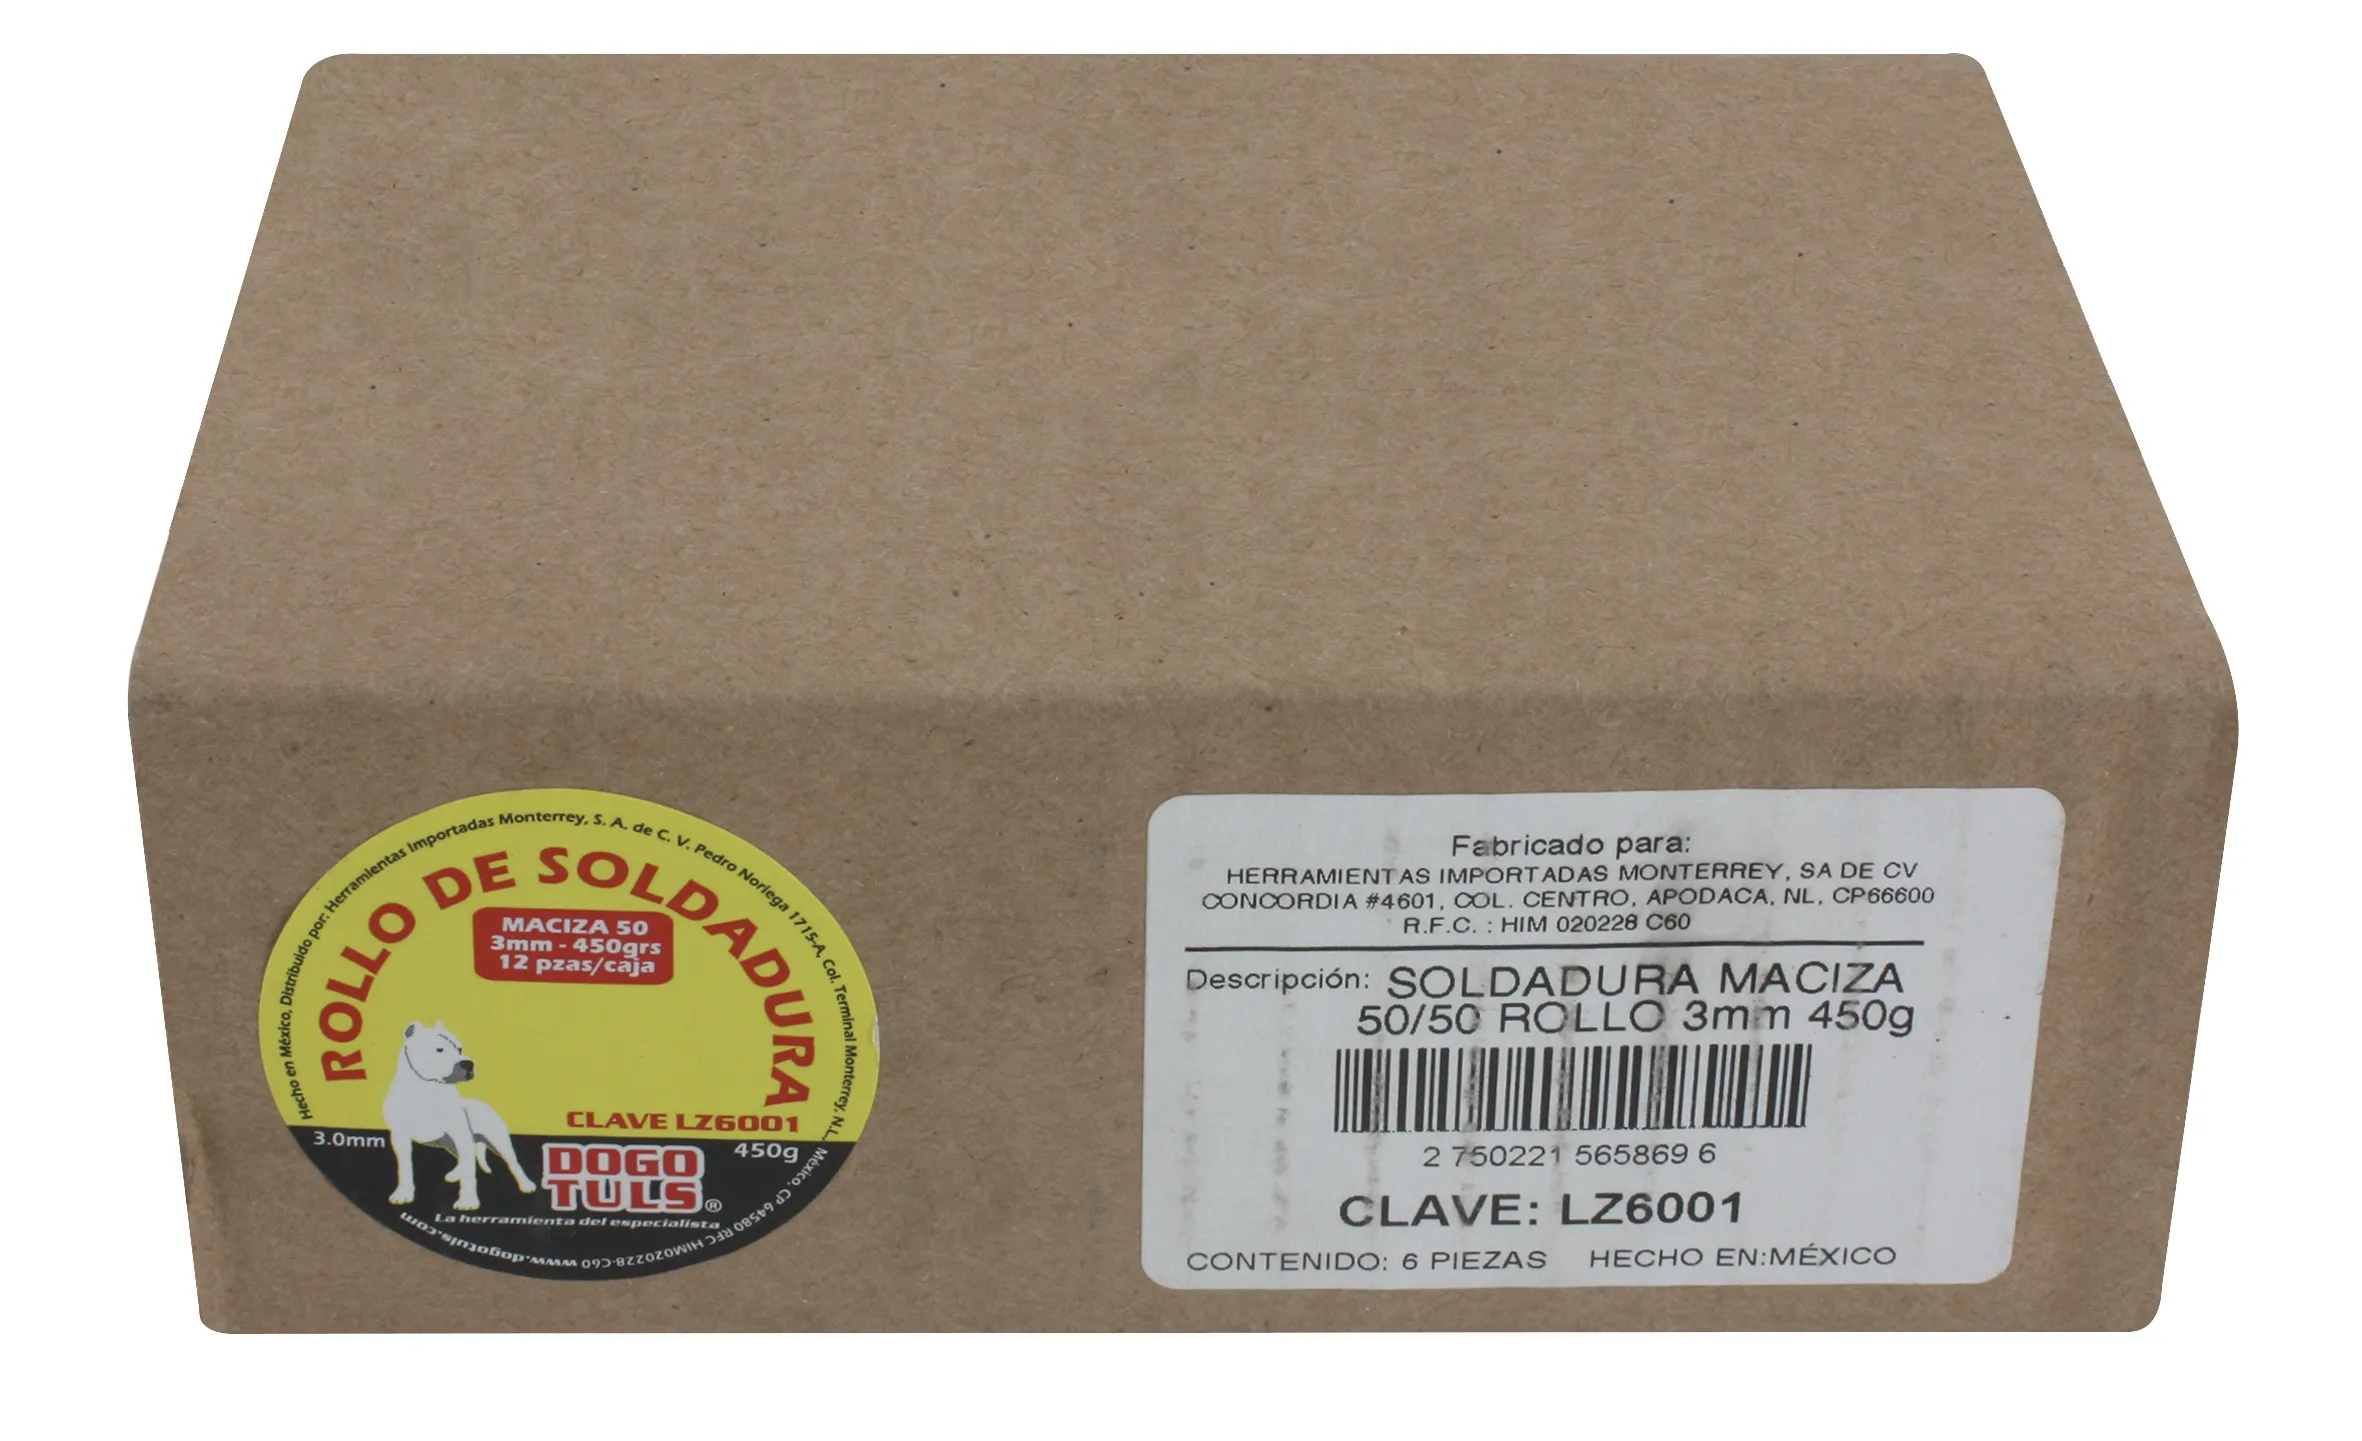 Hecho en México, Distribuido por: Herramientas Importadas Monterrey, S. A. de C. V. Pedro Noriega 1715-A, Col. Terminal Monterrey, N.L., México, CP 64580 RFC HIM020228-C60 www.dogotuls.com
ROLLO DE SOLDADURA
MACIZA 50
3mm - 450grs
12 pzas/caja
CLAVE LZ6001
3.0mm
450g
DOGO
TULS®
La herramienta del especialista
Fabricado para:
HERRAMIENTAS IMPORTADAS MONTERREY, SA DE CV
CONCORDIA #4601, COL. CENTRO, APODACA, NL, CP66600
R.F.C. : HIM 020228 C60
Descripción: SOLDADURA MACIZA
50/50 ROLLO 3mm 450g
2 750221 565869 6
CLAVE: LZ6001
CONTENIDO: 6 PIEZAS HECHO EN:MÉXICO